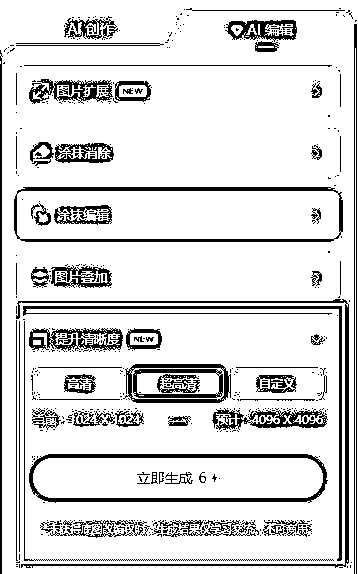 AI 创作
AI 编辑
图片扩展 NEW
涂抹消除
涂抹编辑
图片叠加
提升清晰度 NEW
高清 超高清 自定义
当前：1024 X 1024 预计：4096 X 4096
立即生成 6